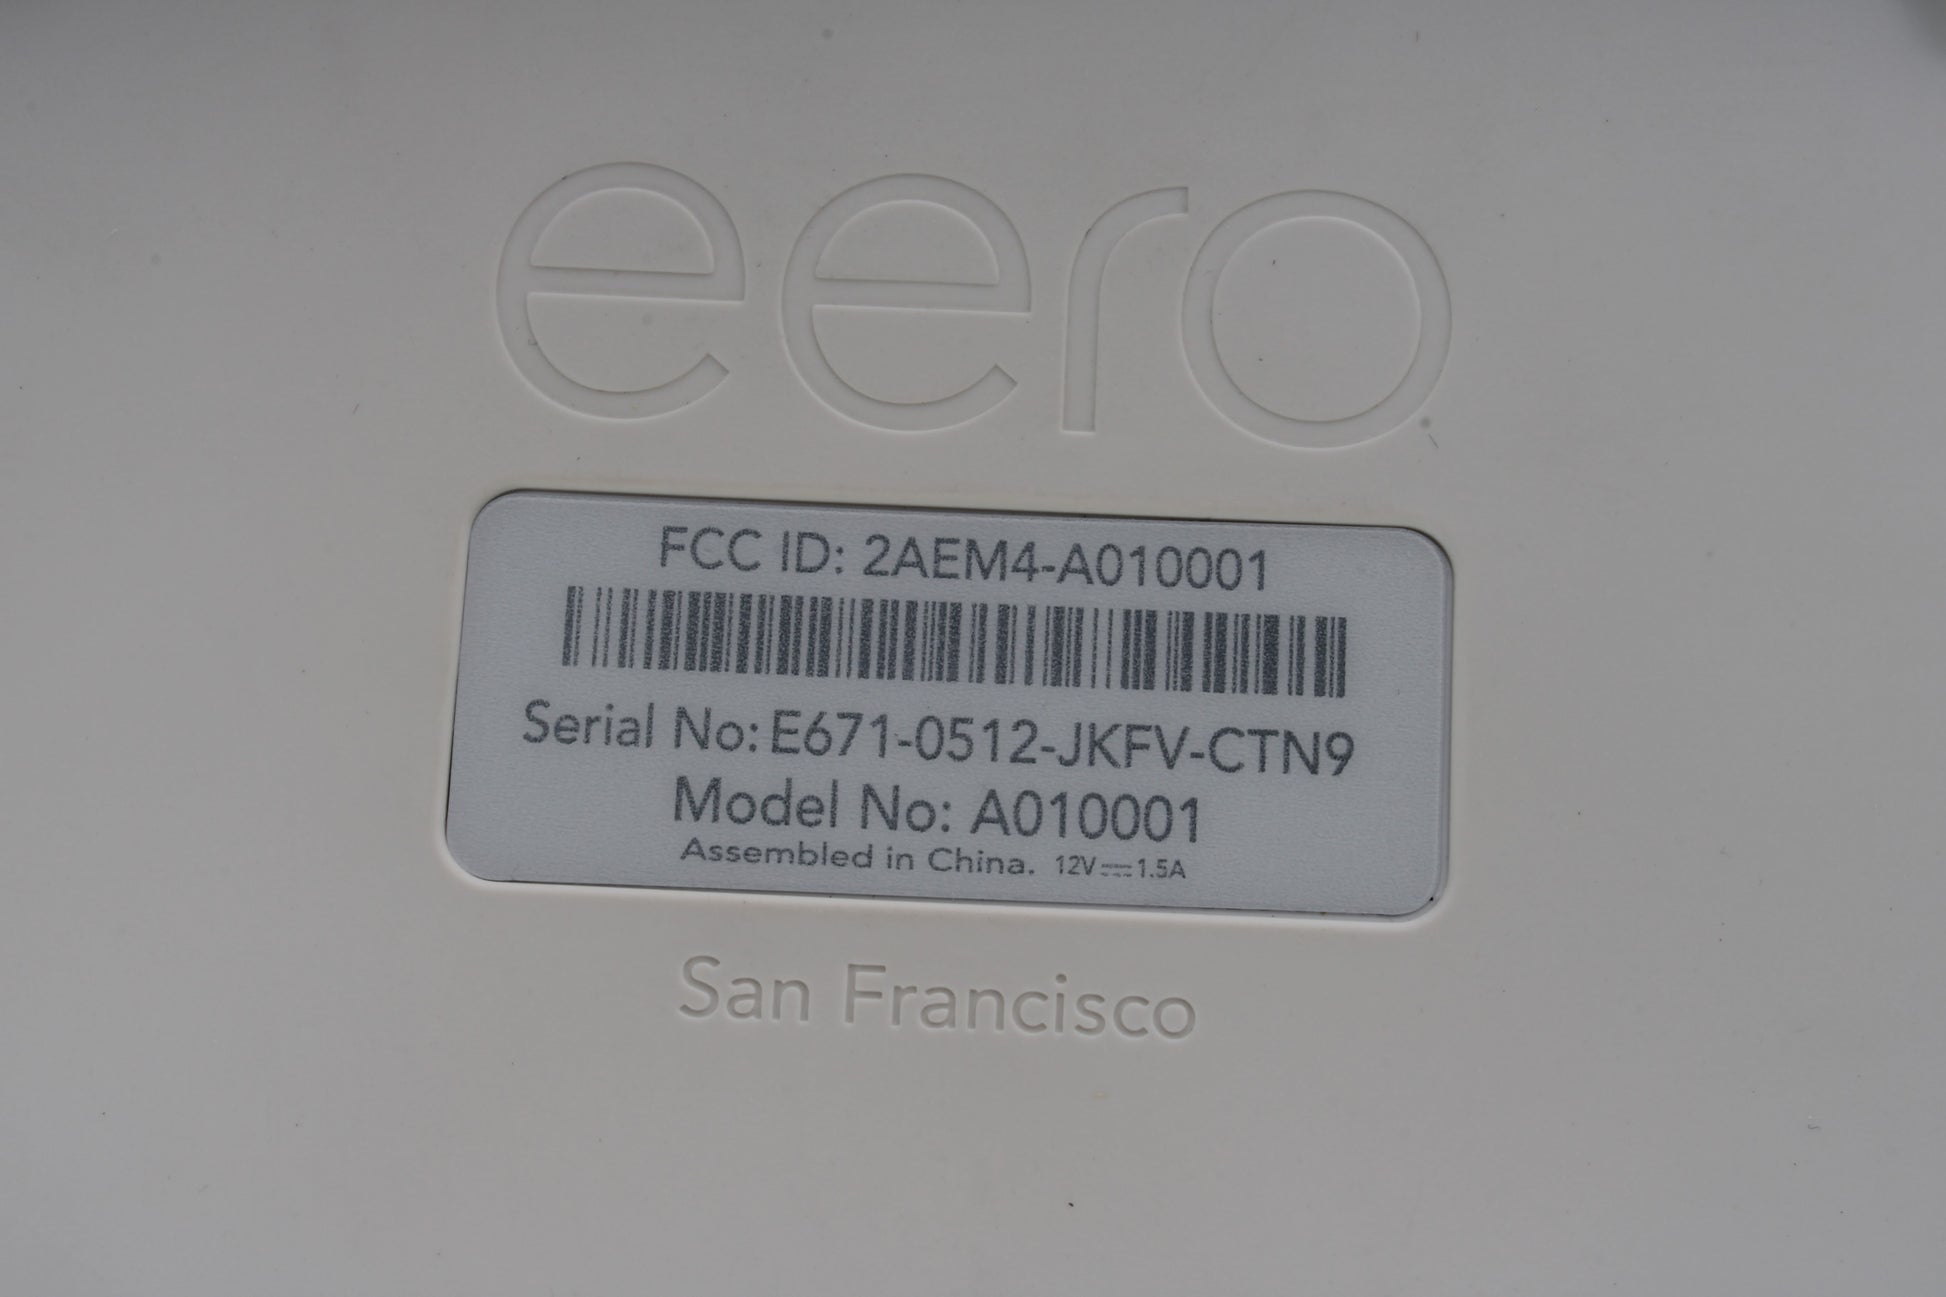 eero
FCC ID: 2AEM4-A010001
Serial No: E671-0512-JKFV-CTN9
Model No: A010001
Assembled in China. 12V⎓1.5A
San Francisco